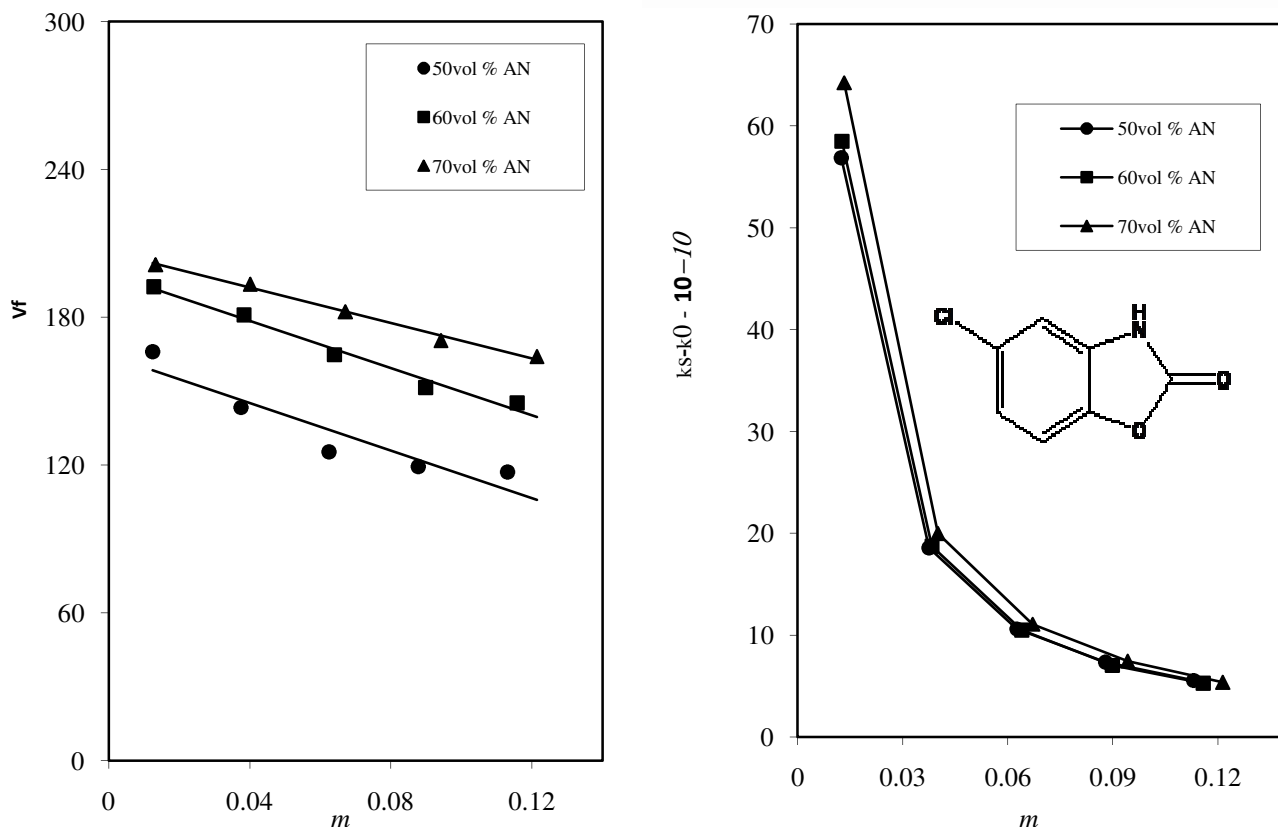 300
240
180
120
60
0
Vf
50vol % AN
60vol % AN
70vol % AN
0
0.04
0.08
0.12
m
70
60
50
40
30
20
10
0
ks-k0 - 10−10
50vol % AN
60vol % AN
70vol % AN
Cl
H
N
O
O
0
0.03
0.06
0.09
0.12
m